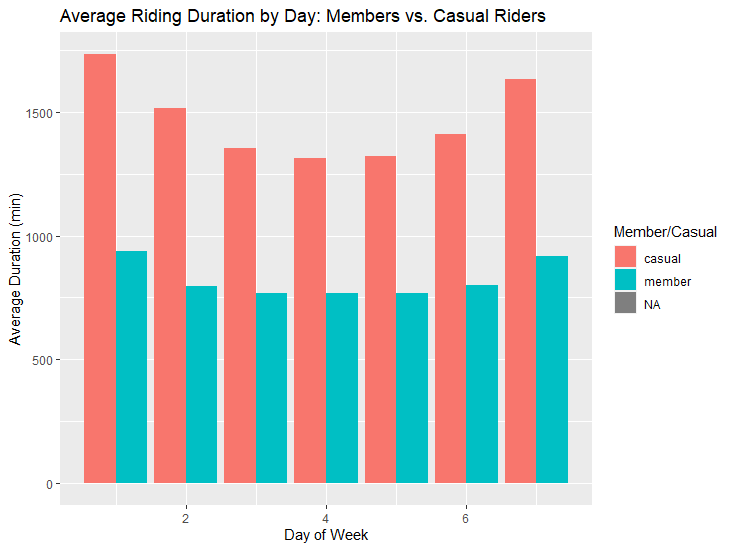 Average Riding Duration by Day: Members vs. Casual Riders
Average Duration (min)
1500
1000
500
0
2
4
6
Day of Week
Member/Casual
casual
member
NA